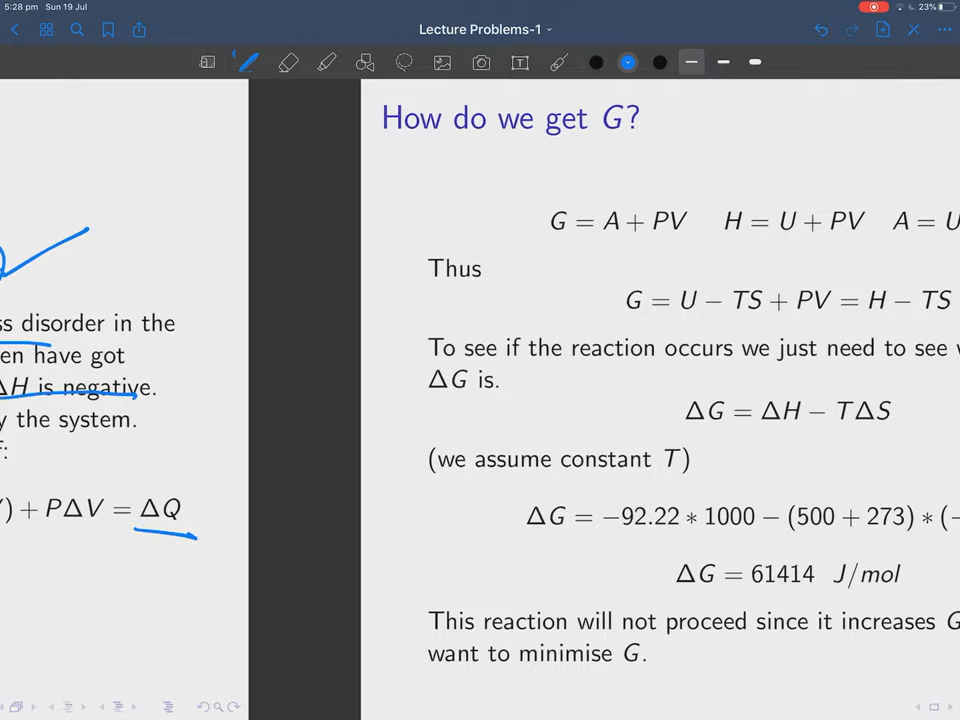 5:28 pm Sun 19 Jul
23%
Lecture Problems-1
disorder in the
have got
ΔH is negative.
the system.
+ PΔV = ΔQ
How do we get G?
G = A + PV H = U + PV A = U
Thus
G = U − TS + PV = H − TS
To see if the reaction occurs we just need to see
ΔG is.
ΔG = ΔH − TΔS
(we assume constant T)
ΔG = −92.22 ∗ 1000 − (500 + 273) ∗ (−
ΔG = 61414 J/mol
This reaction will not proceed since it increases G
want to minimise G.